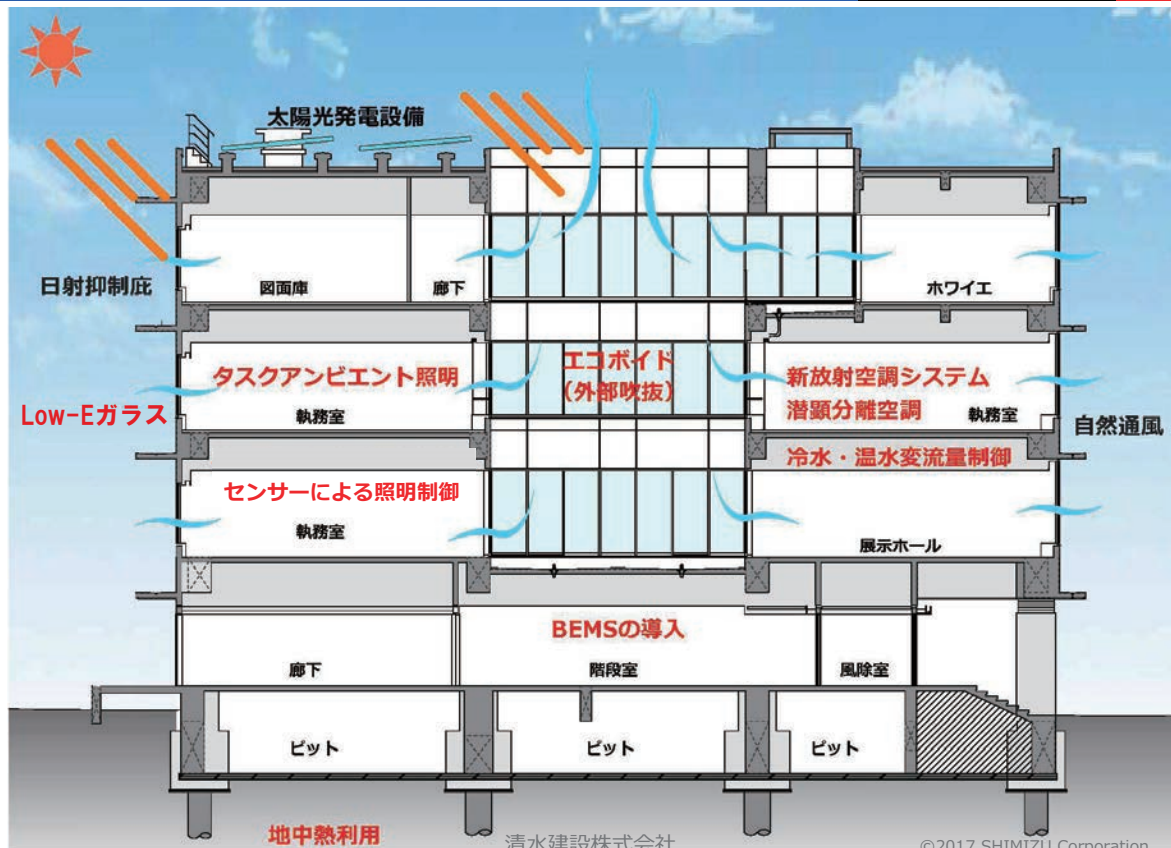 太陽光発電設備
日射抑制庇
図面庫
廊下
ホワイエ
タスクアンビエント照明
エコボイド
（外部吹抜）
新放射空調システム
潜顕分離空調
執務室
執務室
Low-Eガラス
自然通風
冷水・温水変流量制御
センサーによる照明制御
執務室
展示ホール
BEMSの導入
廊下
階段室
風除室
ピット
ピット
ピット
地中熱利用
清水建設株式会社
©2017 SHIMIZU Corporation